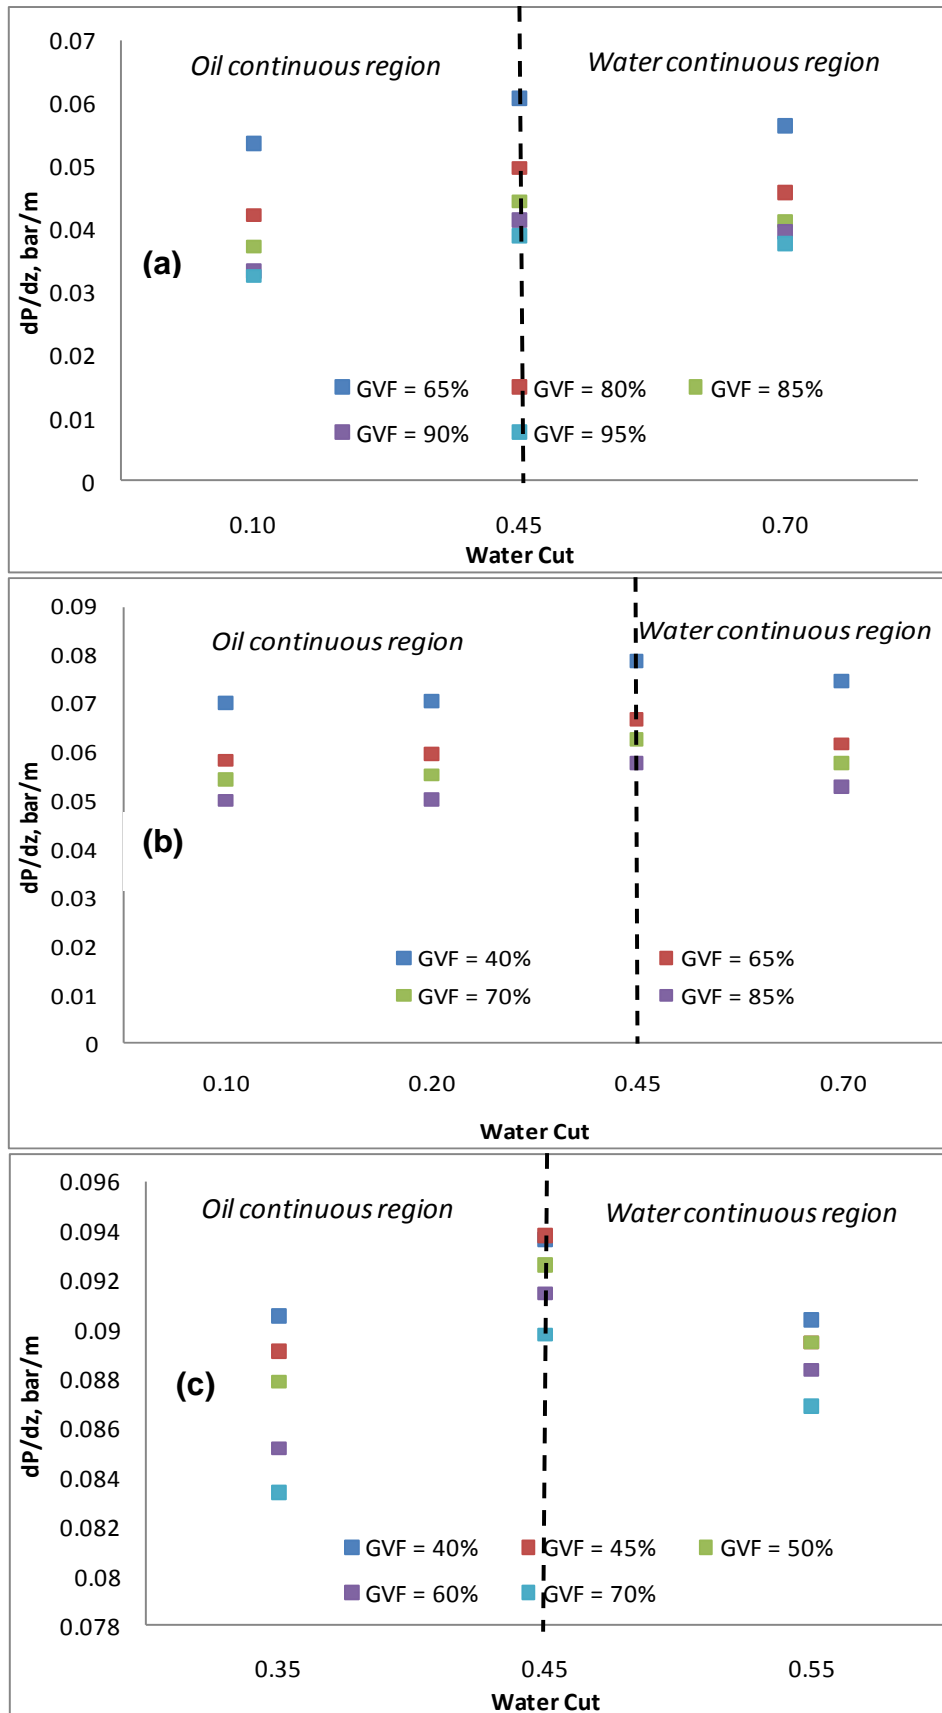 0.07
Oil continuous region
Water continuous region
0.06
0.05
0.04
0.03
0.02
0.01
0
dP/dz, bar/m
(a)
GVF = 65% GVF = 80% GVF = 85%
GVF = 90% GVF = 95%
0.10 0.45 0.70
Water Cut
0.09
Oil continuous region
Water continuous region
0.08
0.07
0.06
0.05
0.04
0.03
0.02
0.01
0
dP/dz, bar/m
(b)
GVF = 40% GVF = 65%
GVF = 70% GVF = 85%
0.10 0.20 0.45 0.70
Water Cut
0.096
Oil continuous region
Water continuous region
0.094
0.092
0.09
0.088
0.086
0.084
0.082
0.08
0.078
dP/dz, bar/m
(c)
GVF = 40% GVF = 45% GVF = 50%
GVF = 60% GVF = 70%
0.35 0.45 0.55
Water Cut